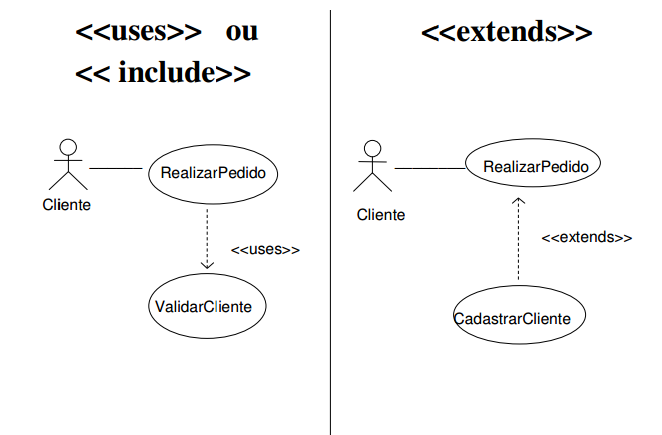 <<uses>> ou
<< include>>
RealizarPedido
Cliente
<<uses>>
ValidarCliente
<<extends>>
RealizarPedido
Cliente
<<extends>>
CadastrarCliente